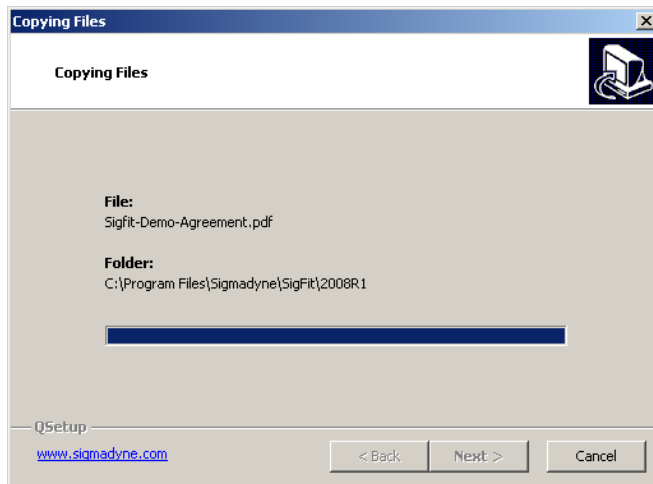 Copying Files
Copying Files
File:
Sigfit-Demo-Agreement.pdf
Folder:
C:\Program Files\Sigmadyne\SigFit\2008R1
QSetup
www.sigmadyne.com
< Back Next > Cancel